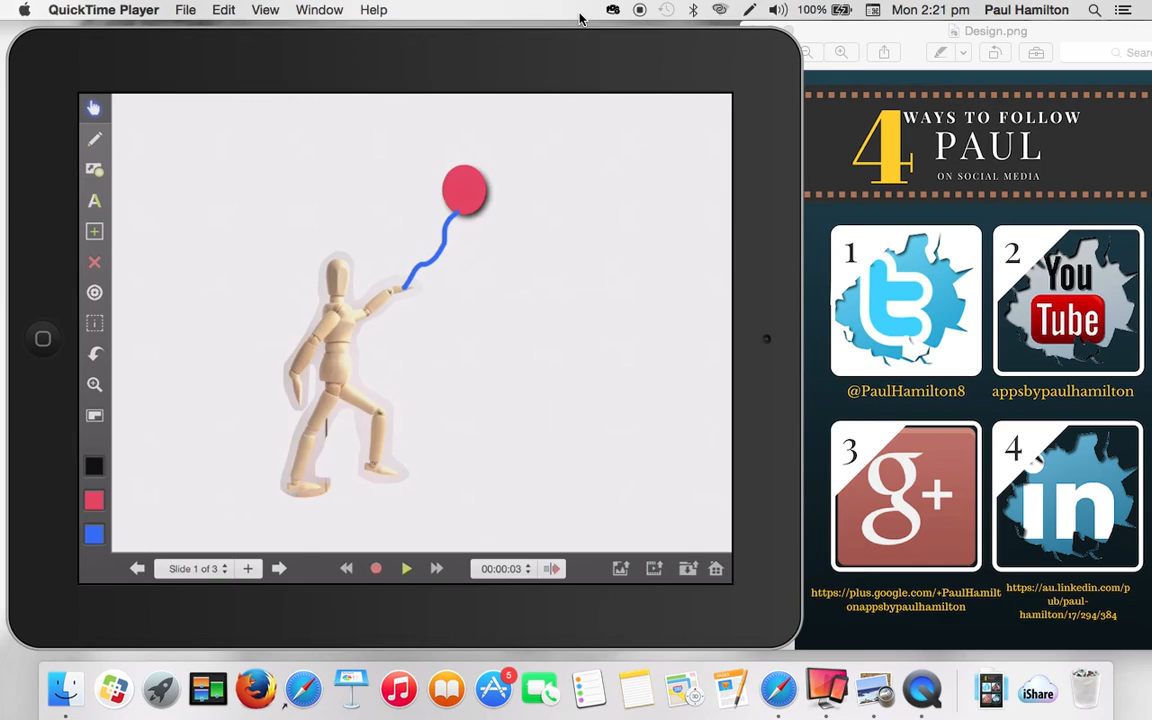 QuickTime Player File Edit View Window Help 100% Mon 2:21 pm Paul Hamilton
Design.png
Sear
4 WAYS TO FOLLOW
PAUL
ON SOCIAL MEDIA
1
2
You
Tube
@PaulHamilton8
appsbypaulhamilton
3
g+
4
in
https://plus.google.com/+PaulHamilt
onappsbypaulhamilton
https://au.linkedin.com/p
ub/paul-
hamilton/17/294/384
A
Slide 1 of 3
00:00:03
5
iShare